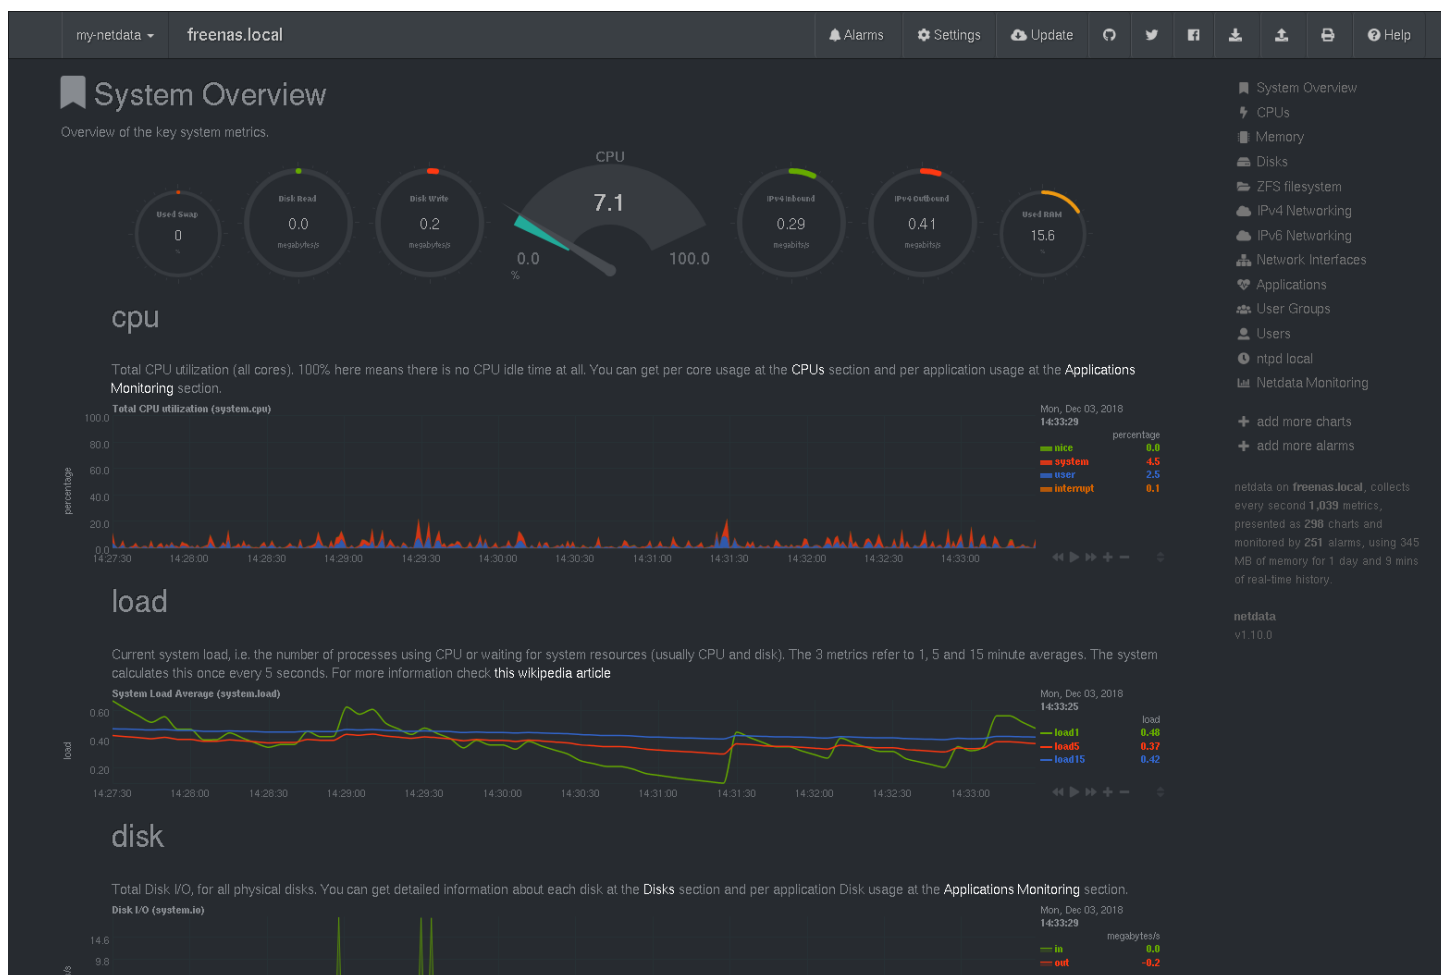 my-netdata
freenas.local
Alarms
Settings
Update
Help
System Overview
Overview of the key system metrics.
Used Swap
0
%
Disk Read
0.0
megabytes/s
Disk Write
0.2
megabytes/s
CPU
7.1
0.0
100.0
%
IPv4 Inbound
0.29
megabits/s
IPv4 Outbound
0.41
megabits/s
Used RAM
15.6
%
cpu
Total CPU utilization (all cores). 100% here means there is no CPU idle time at all. You can get per core usage at the CPUs section and per application usage at the Applications
Monitoring section.
Total CPU utilization (system.cpu)
Mon, Dec 03, 2018
14:33:29
percentage
nice 0.0
system 4.5
user 2.5
interrupt 0.1
percentage
100.0
80.0
60.0
40.0
20.0
0.0
14:27:30 14:28:00 14:28:30 14:29:00 14:29:30 14:30:00 14:30:30 14:31:00 14:31:30 14:32:00 14:32:30 14:33:00
load
Current system load, i.e. the number of processes using CPU or waiting for system resources (usually CPU and disk). The 3 metrics refer to 1, 5 and 15 minute averages. The system
calculates this once every 5 seconds. For more information check this wikipedia article
System Load Average (system.load)
Mon, Dec 03, 2018
14:33:25
load
load1 0.48
load5 0.37
load15 0.42
load
0.60
0.40
0.20
14:27:30 14:28:00 14:28:30 14:29:00 14:29:30 14:30:00 14:30:30 14:31:00 14:31:30 14:32:00 14:32:30 14:33:00
disk
Total Disk I/O, for all physical disks. You can get detailed information about each disk at the Disks section and per application Disk usage at the Applications Monitoring section.
Disk I/O (system.io)
Mon, Dec 03, 2018
14:33:29
megabytes/s
in 0.0
out -0.2
14.6
9.8
System Overview
CPUs
Memory
Disks
ZFS filesystem
IPv4 Networking
IPv6 Networking
Network Interfaces
Applications
User Groups
Users
ntpd local
Netdata Monitoring
add more charts
add more alarms
netdata on freenas.local, collects
every second 1,039 metrics,
presented as 298 charts and
monitored by 251 alarms, using 345
MB of memory for 1 day and 9 mins
of real-time history.
netdata
v1.10.0